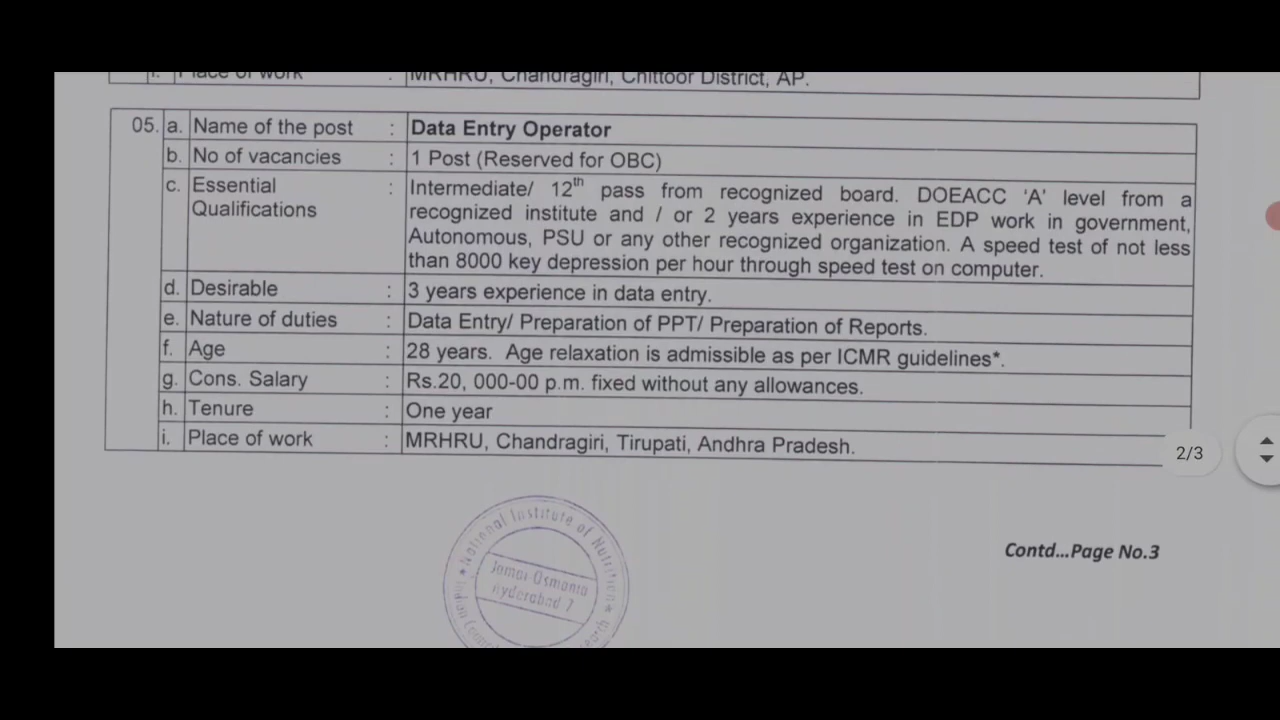 i. Place of work : MRHRU, Chandragiri, Chittoor District, AP.
05. a. Name of the post : Data Entry Operator
b. No of vacancies : 1 Post (Reserved for OBC)
c. Essential Qualifications : Intermediate/ 12th pass from recognized board. DOEACC 'A' level from a
recognized institute and / or 2 years experience in EDP work in government,
Autonomous, PSU or any other recognized organization. A speed test of not less
than 8000 key depression per hour through speed test on computer.
d. Desirable : 3 years experience in data entry.
e. Nature of duties : Data Entry/ Preparation of PPT/ Preparation of Reports.
f. Age : 28 years. Age relaxation is admissible as per ICMR guidelines*.
g. Cons. Salary : Rs.20, 000-00 p.m. fixed without any allowances.
h. Tenure : One year
i. Place of work : MRHRU, Chandragiri, Tirupati, Andhra Pradesh.
2/3
Contd...Page No.3
National Institute of Nutrition
Jamai-Osmania
Hyderabad 7